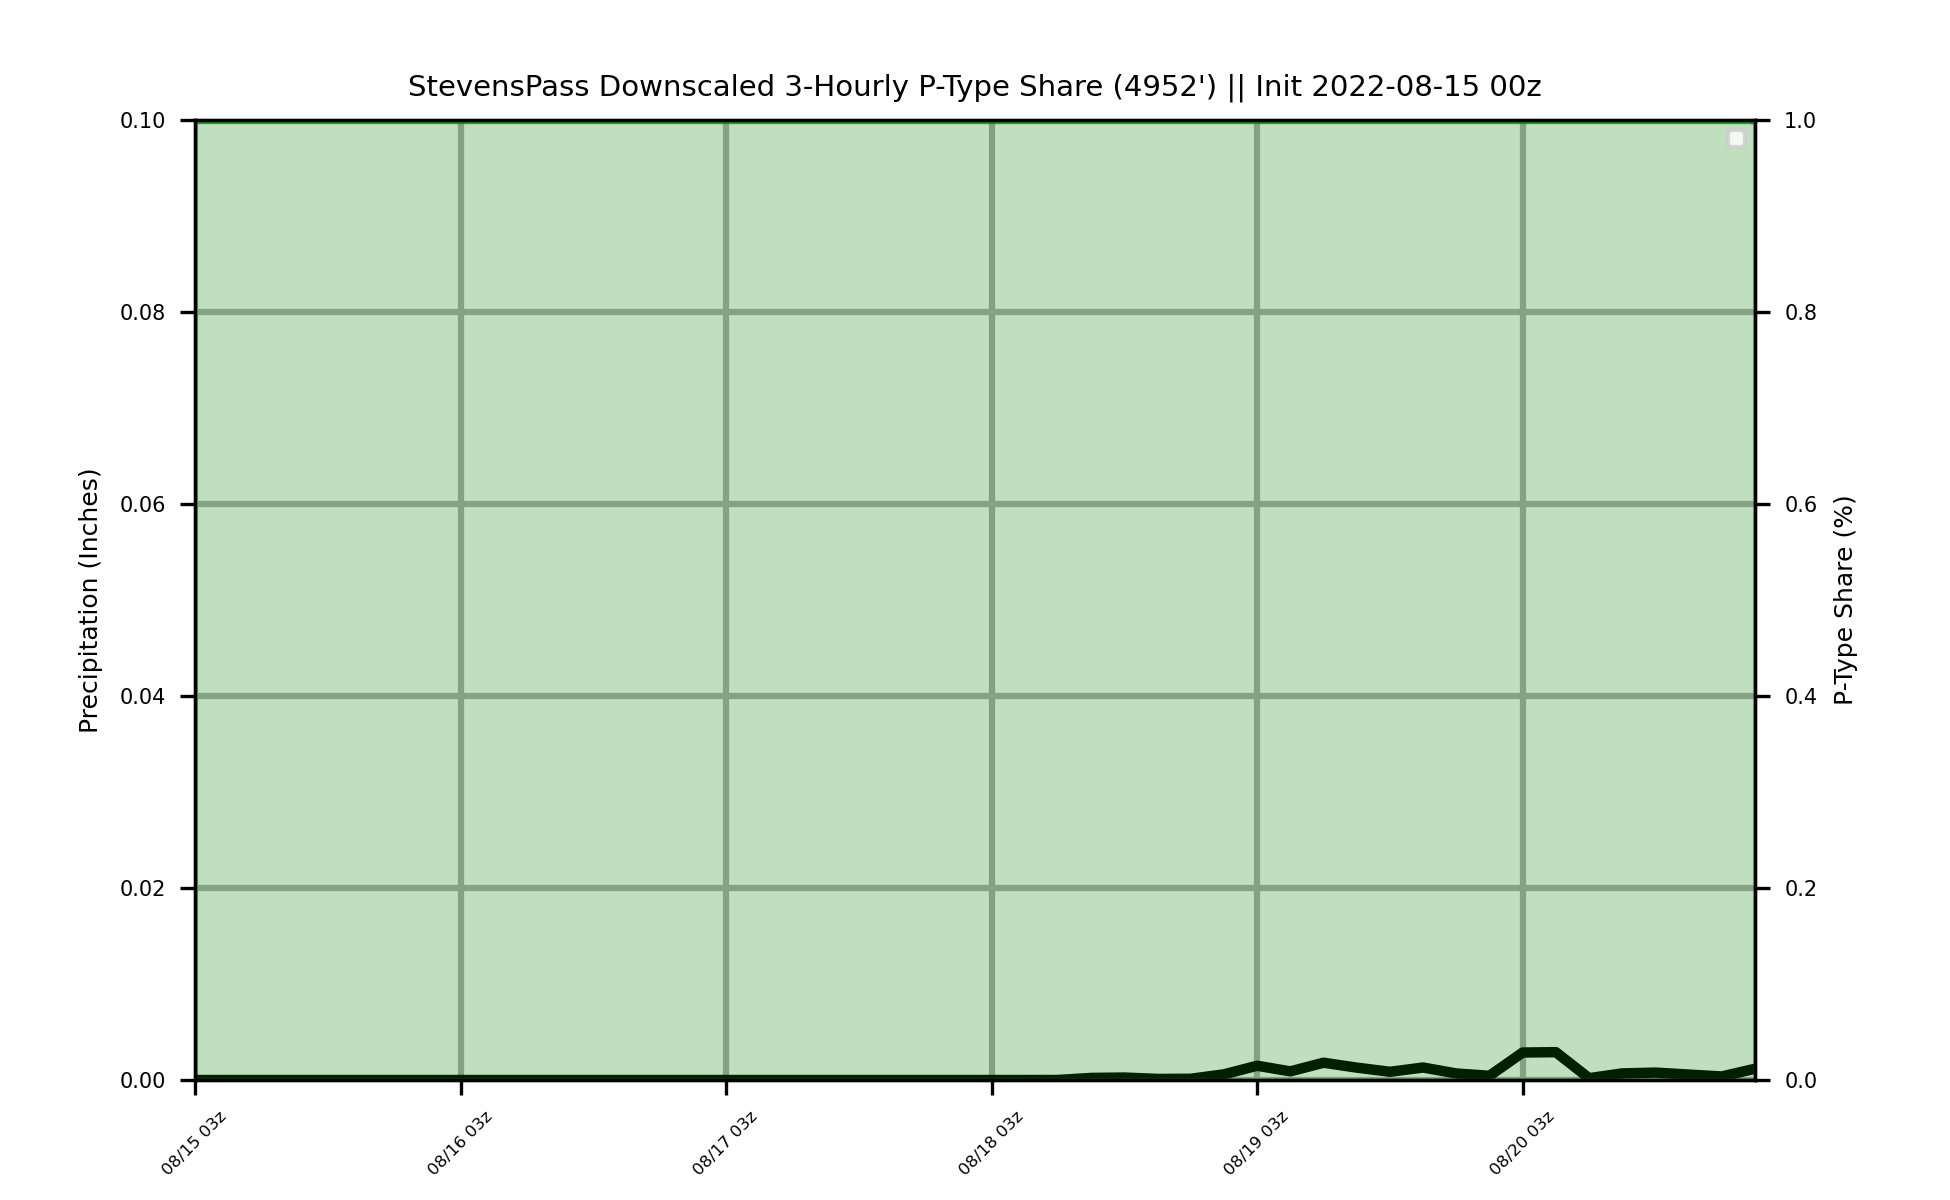 StevensPass Downscaled 3-Hourly P-Type Share (4952') || Init 2022-08-15 00z
Precipitation (Inches)
0.10
0.08
0.06
0.04
0.02
0.00
1.0
0.8
0.6
0.4
0.2
0.0
P-Type Share (%)
08/15 03z
08/16 03z
08/17 03z
08/18 03z
08/19 03z
08/20 03z